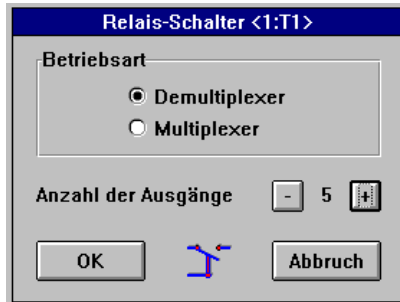 Relais-Schalter <1:T1>
Betriebsart
Demultiplexer
Multiplexer
Anzahl der Ausgänge - 5 +
OK Abbruch